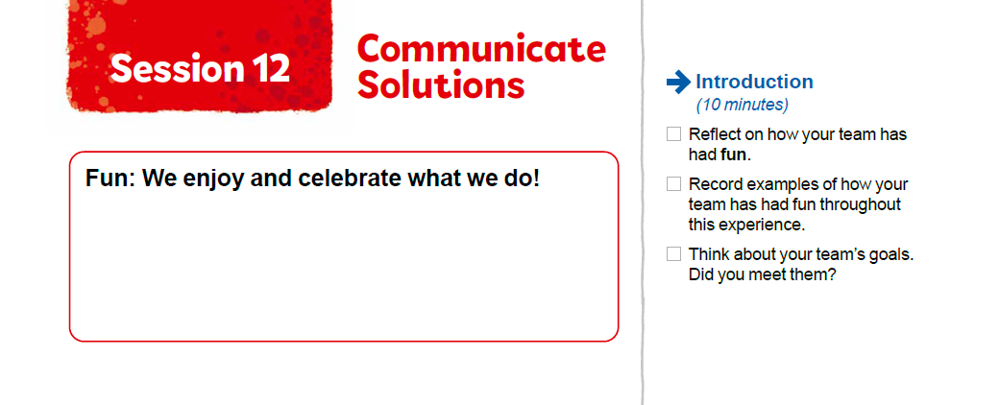 Session 12
Communicate
Solutions
Fun: We enjoy and celebrate what we do!
Introduction
(10 minutes)
Reflect on how your team has
had fun.
Record examples of how your
team has had fun throughout
this experience.
Think about your team’s goals.
Did you meet them?